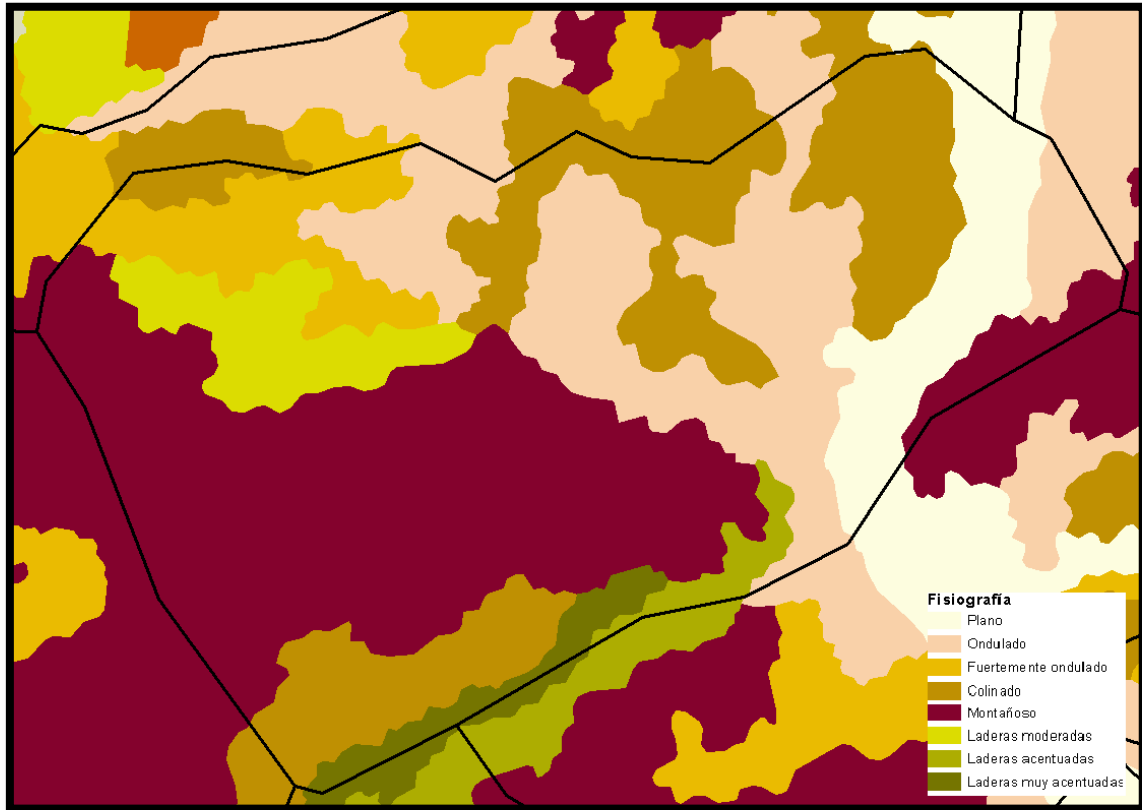 Fisiografía
Plano
Ondulado
Fuertemente ondulado
Colinado
Montañoso
Laderas moderadas
Laderas acentuadas
Laderas muy acentuadas